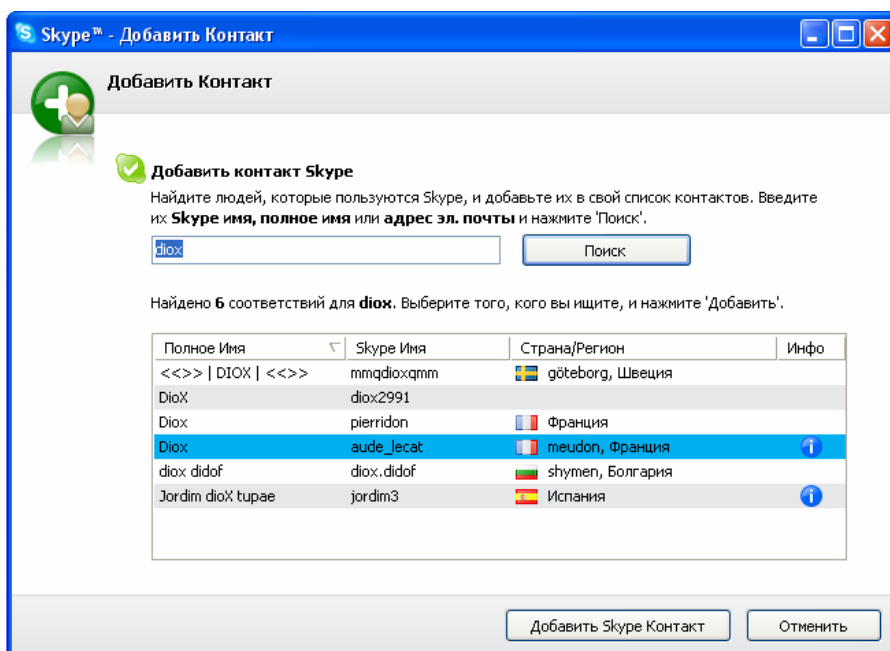 Skype™ - Добавить Контакт
Добавить Контакт
Добавить контакт Skype
Найдите людей, которые пользуются Skype, и добавьте их в свой список контактов. Введите
их Skype имя, полное имя или адрес эл. почты и нажмите 'Поиск'.
diox Поиск
Найдено 6 соответствий для diox. Выберите того, кого вы ищите, и нажмите 'Добавить'.
Полное Имя Skype Имя Страна/Регион Инфо
<<>> | DIOX | <<>> mmqdioxqmm göteborg, Швеция
DioX diox2991
Diox pierridon Франция
Diox aude_lecat meudon, Франция
diox didof diox.didof shymen, Болгария
Jordim dioX tupae jordim3 Испания
Добавить Skype Контакт Отменить